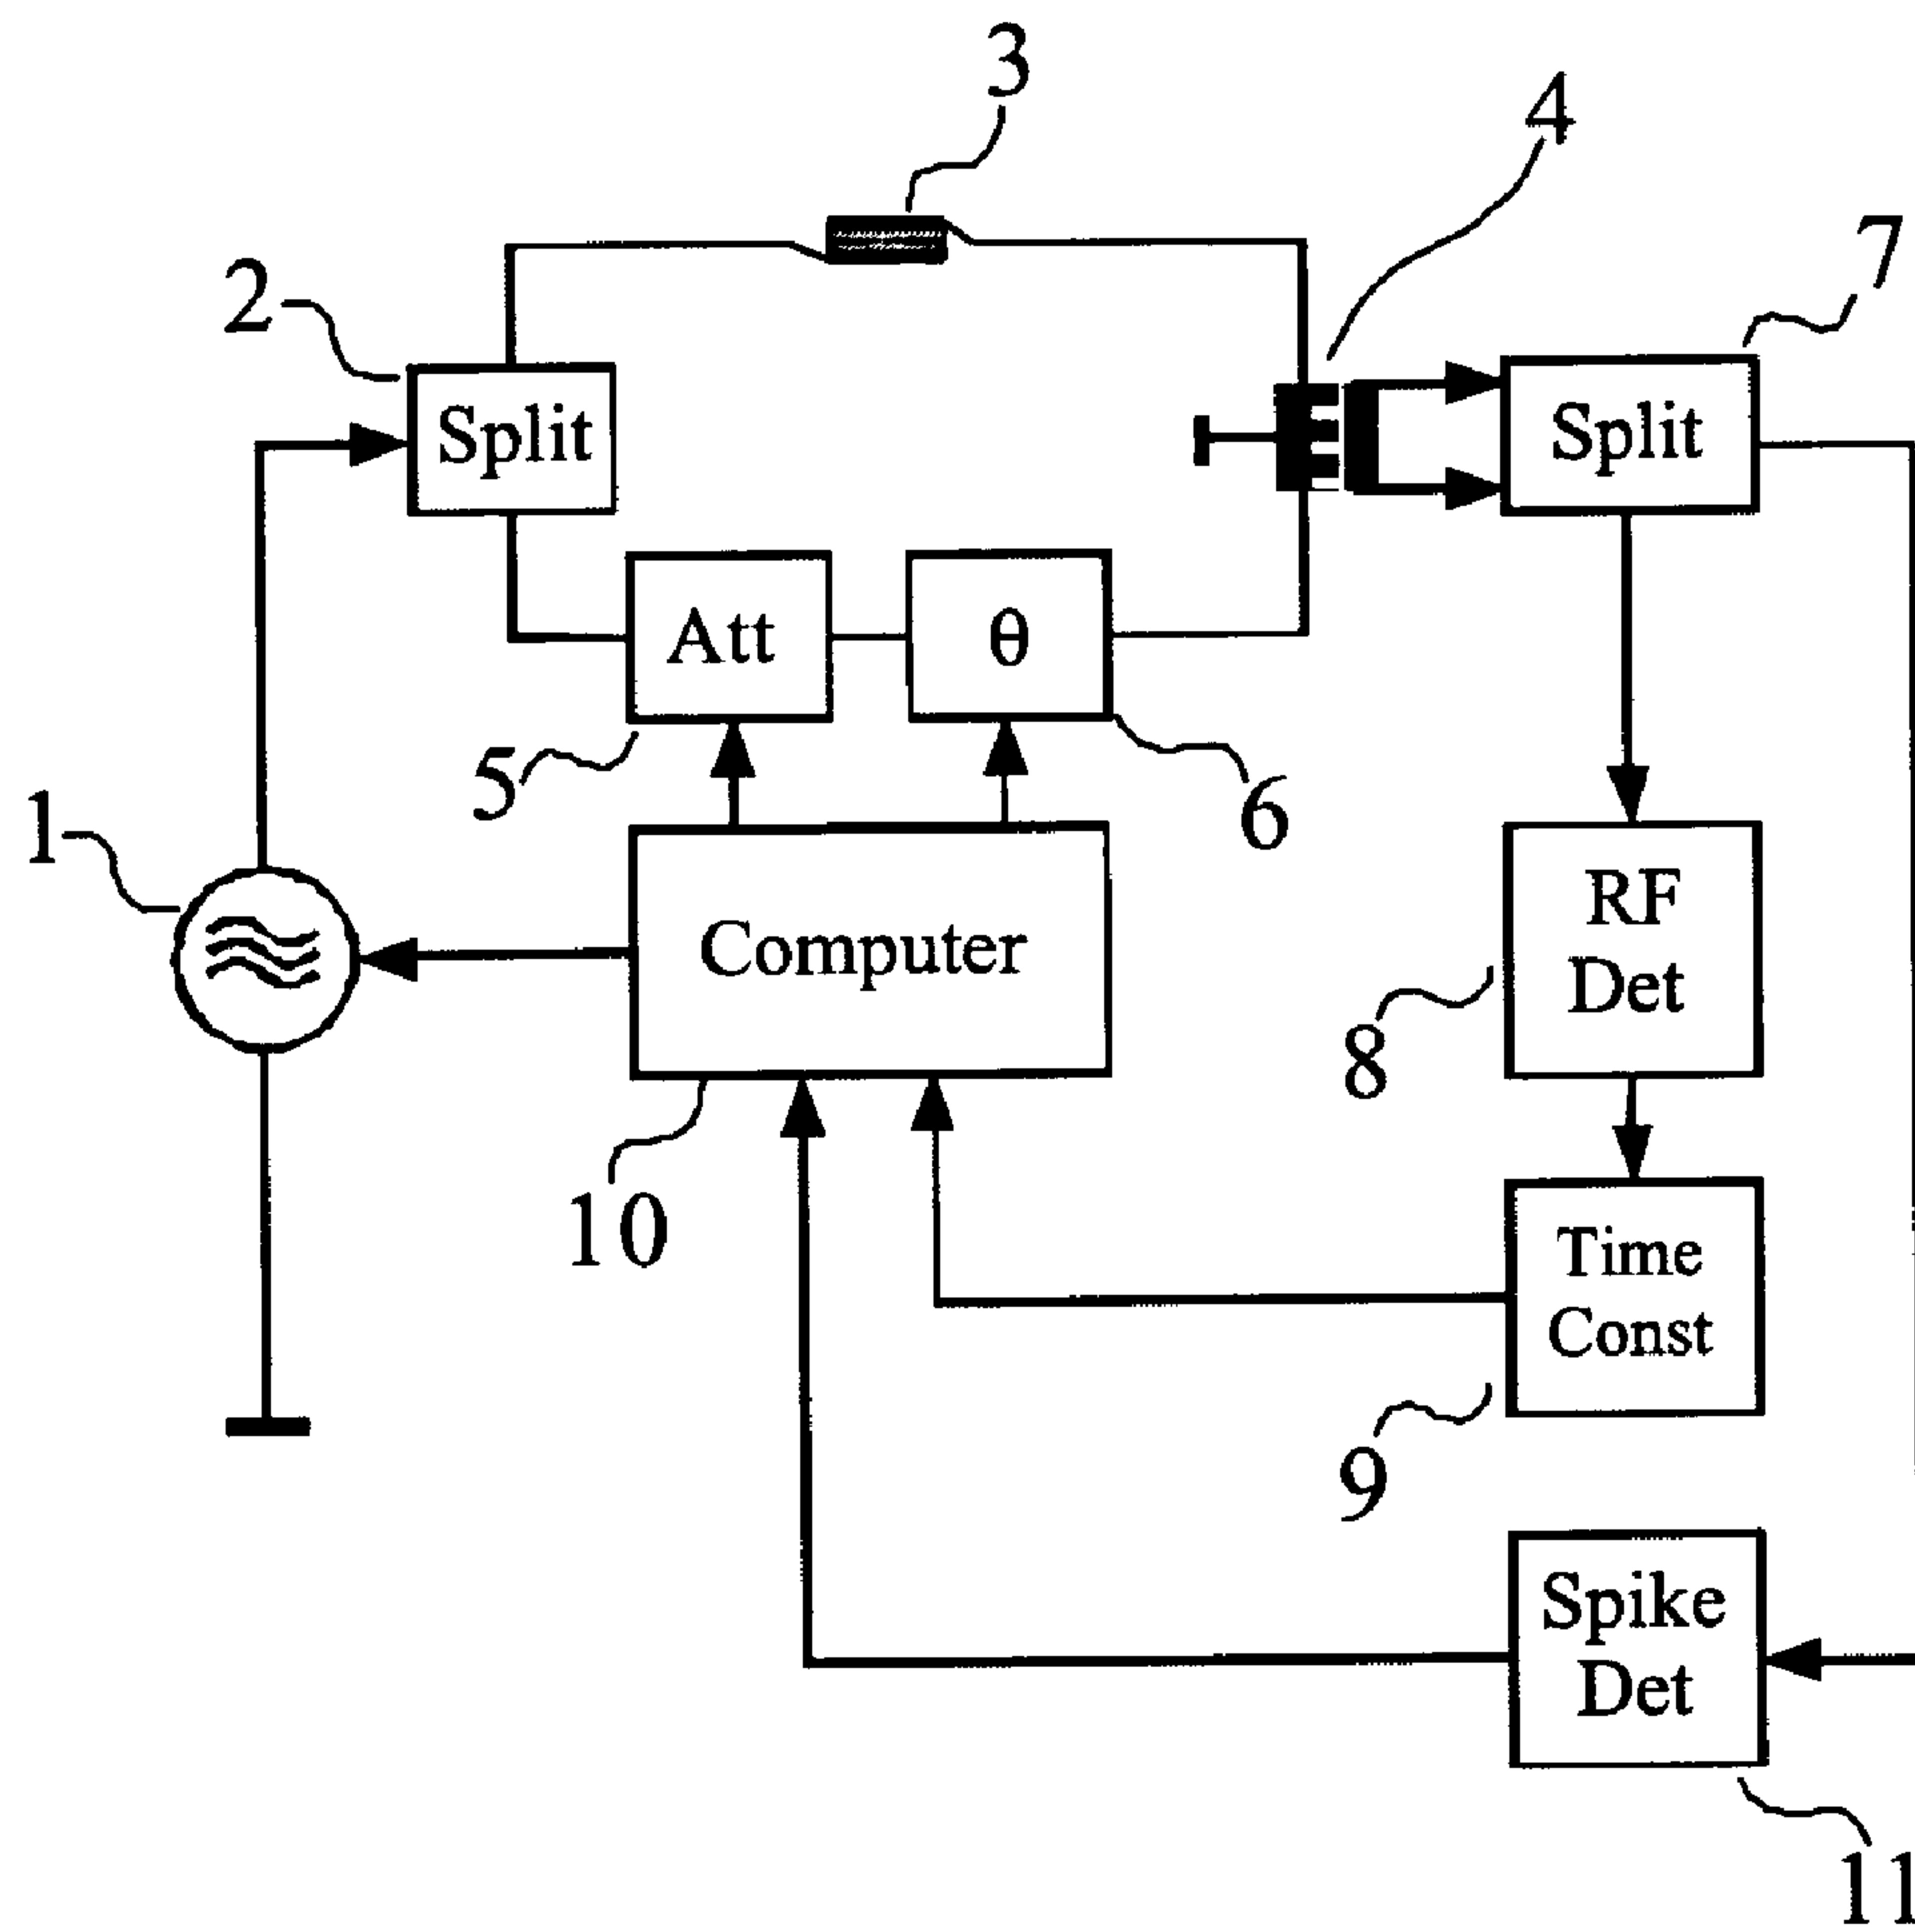 3
4
7
2
Split
Split
Att
θ
5
6
1
RF
Det
Computer
8
10
Time
Const
9
Spike
Det
11